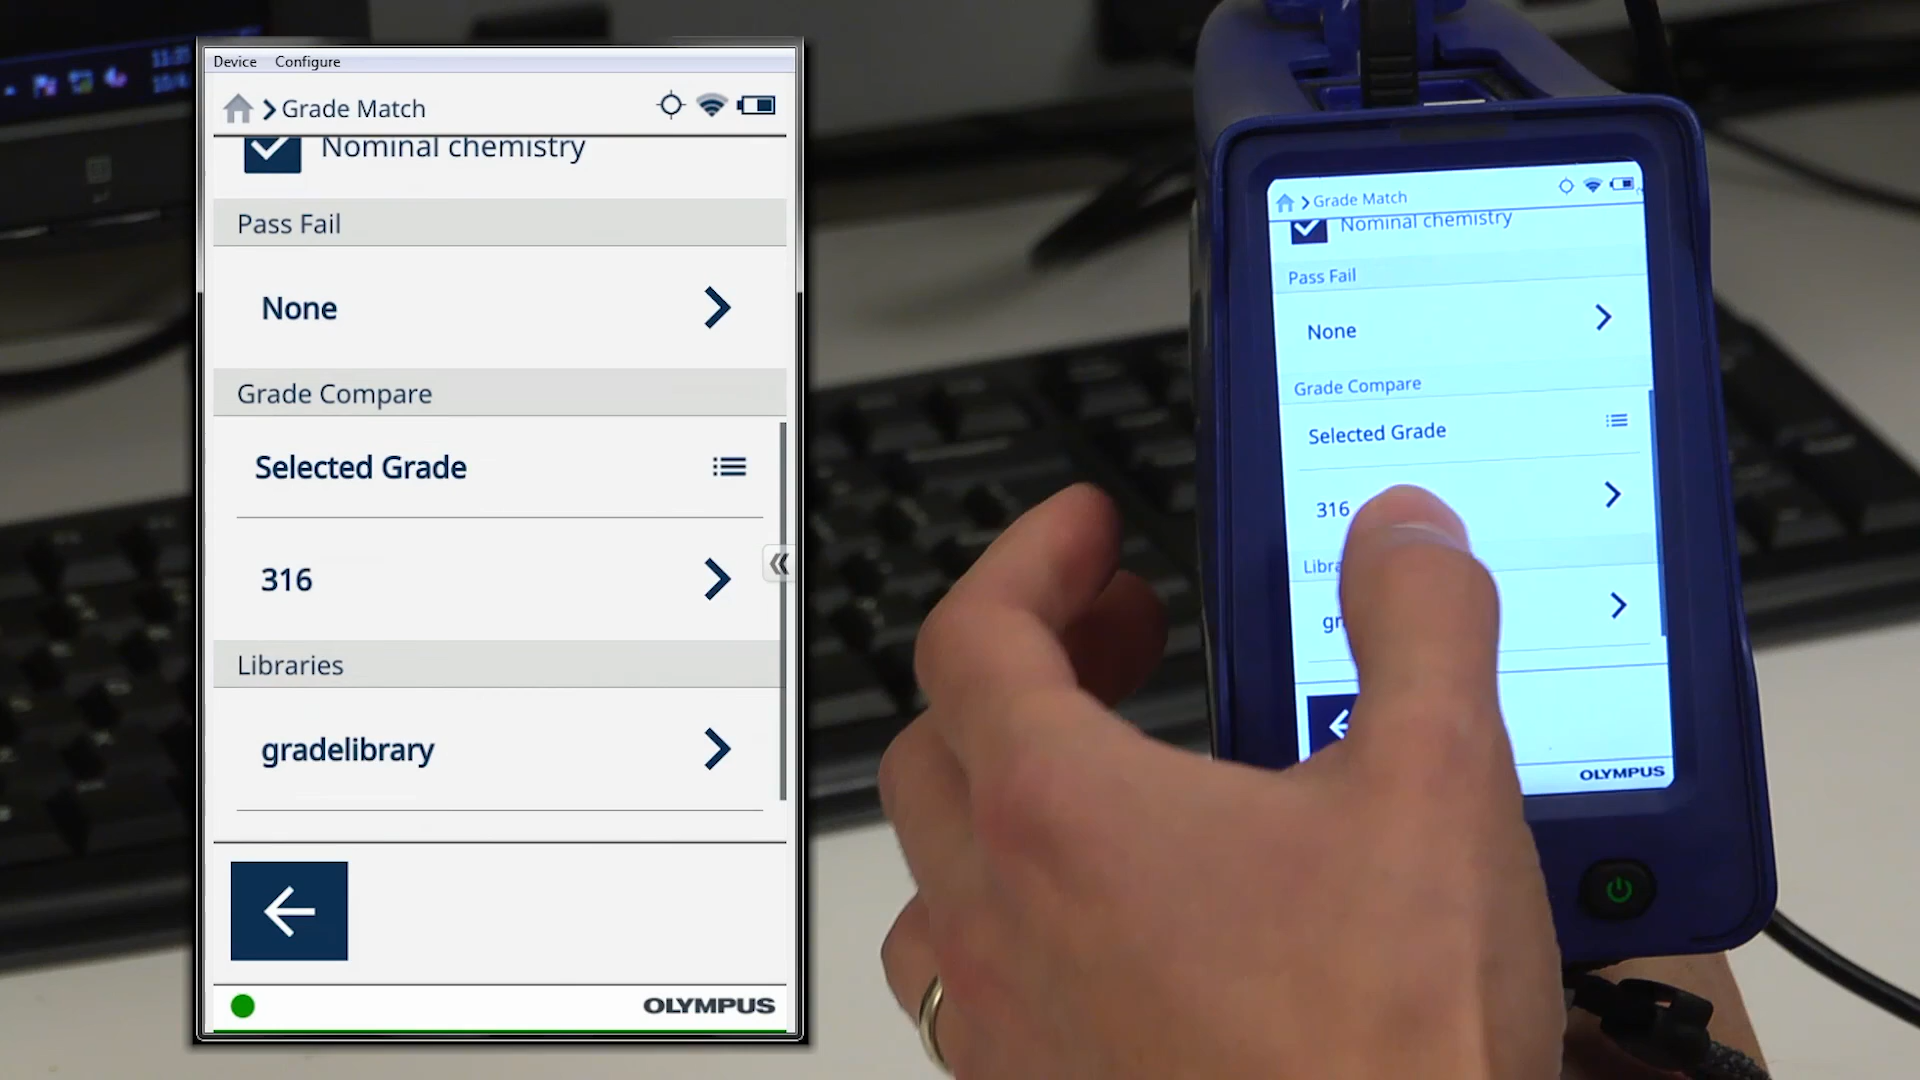 Device Configure
Grade Match
Nominal chemistry
Pass Fail
None
Grade Compare
Selected Grade
316
Libraries
gradelibrary
OLYMPUS
Grade Match
Nominal chemistry
Pass Fail
None
Grade Compare
Selected Grade
316
OLYMPUS